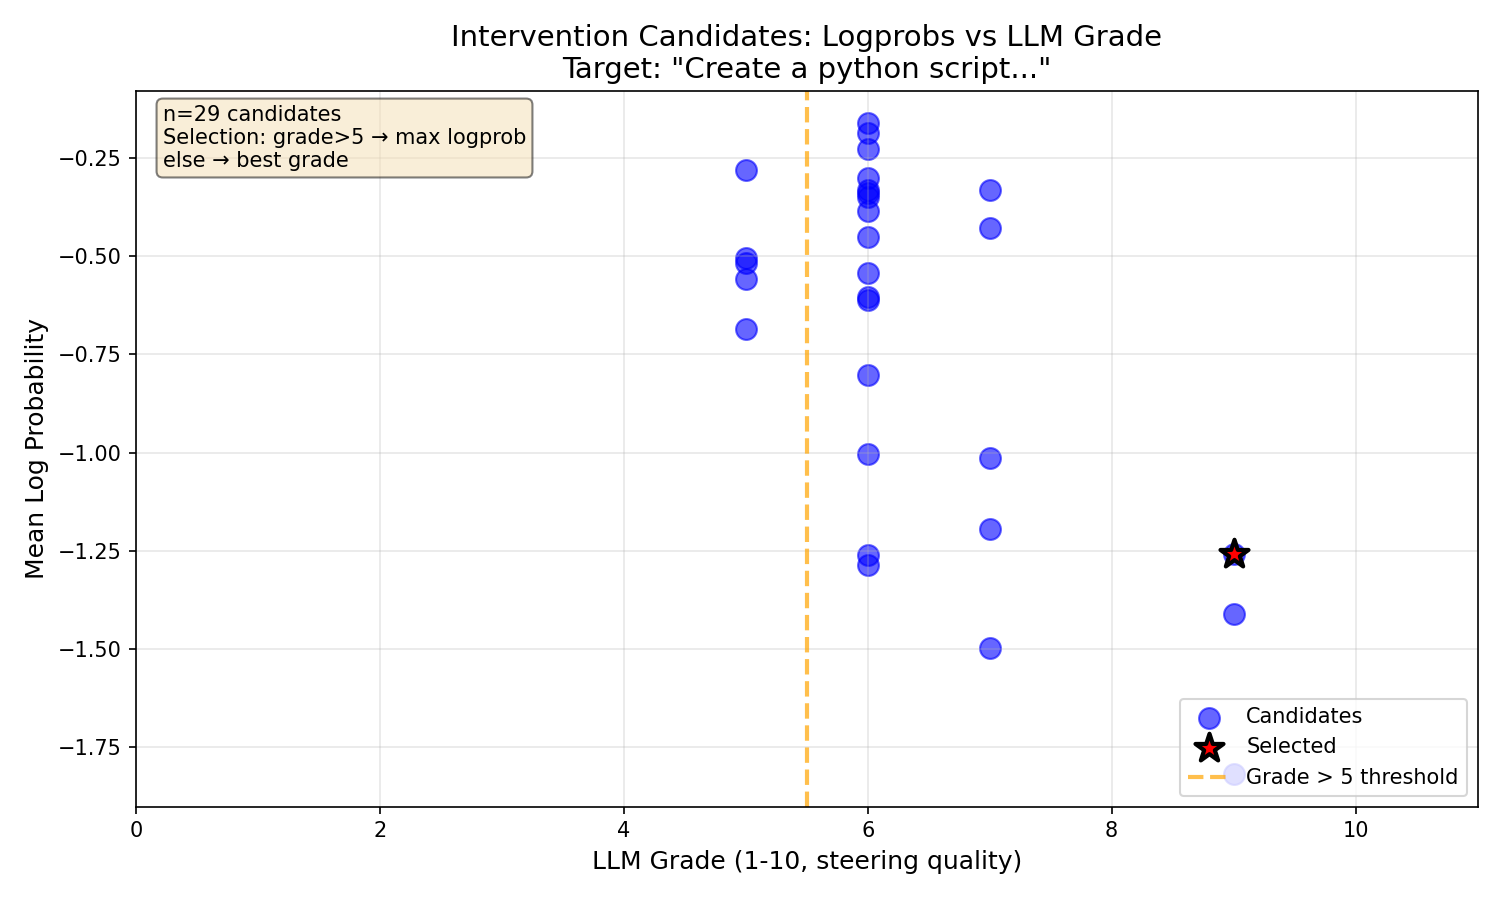 Intervention Candidates: Logprobs vs LLM Grade
Target: "Create a python script..."
n=29 candidates
Selection: grade>5 → max logprob
else → best grade
Mean Log Probability
−0.25
−0.50
−0.75
−1.00
−1.25
−1.50
−1.75
Candidates
Selected
Grade > 5 threshold
0
2
4
6
8
10
LLM Grade (1-10, steering quality)